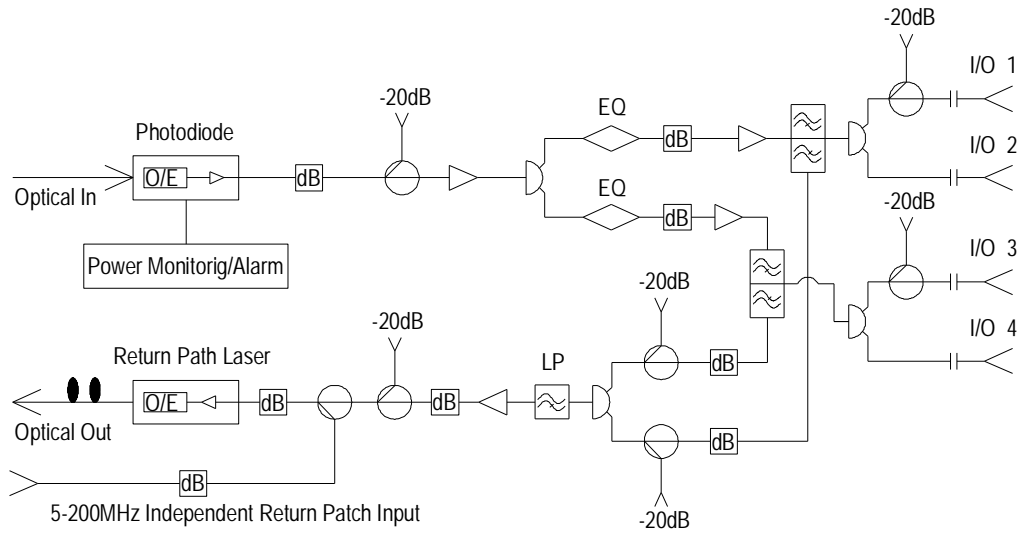 -20dB
I/O 1
-20dB
EQ
Photodiode
I/O 2
O/E
dB
dB
Optical In
EQ
-20dB
dB
I/O 3
Power Monitorig/Alarm
-20dB
-20dB
I/O 4
Return Path Laser
LP
dB
O/E
dB
dB
Optical Out
dB
dB
5-200MHz Independent Return Patch Input
-20dB